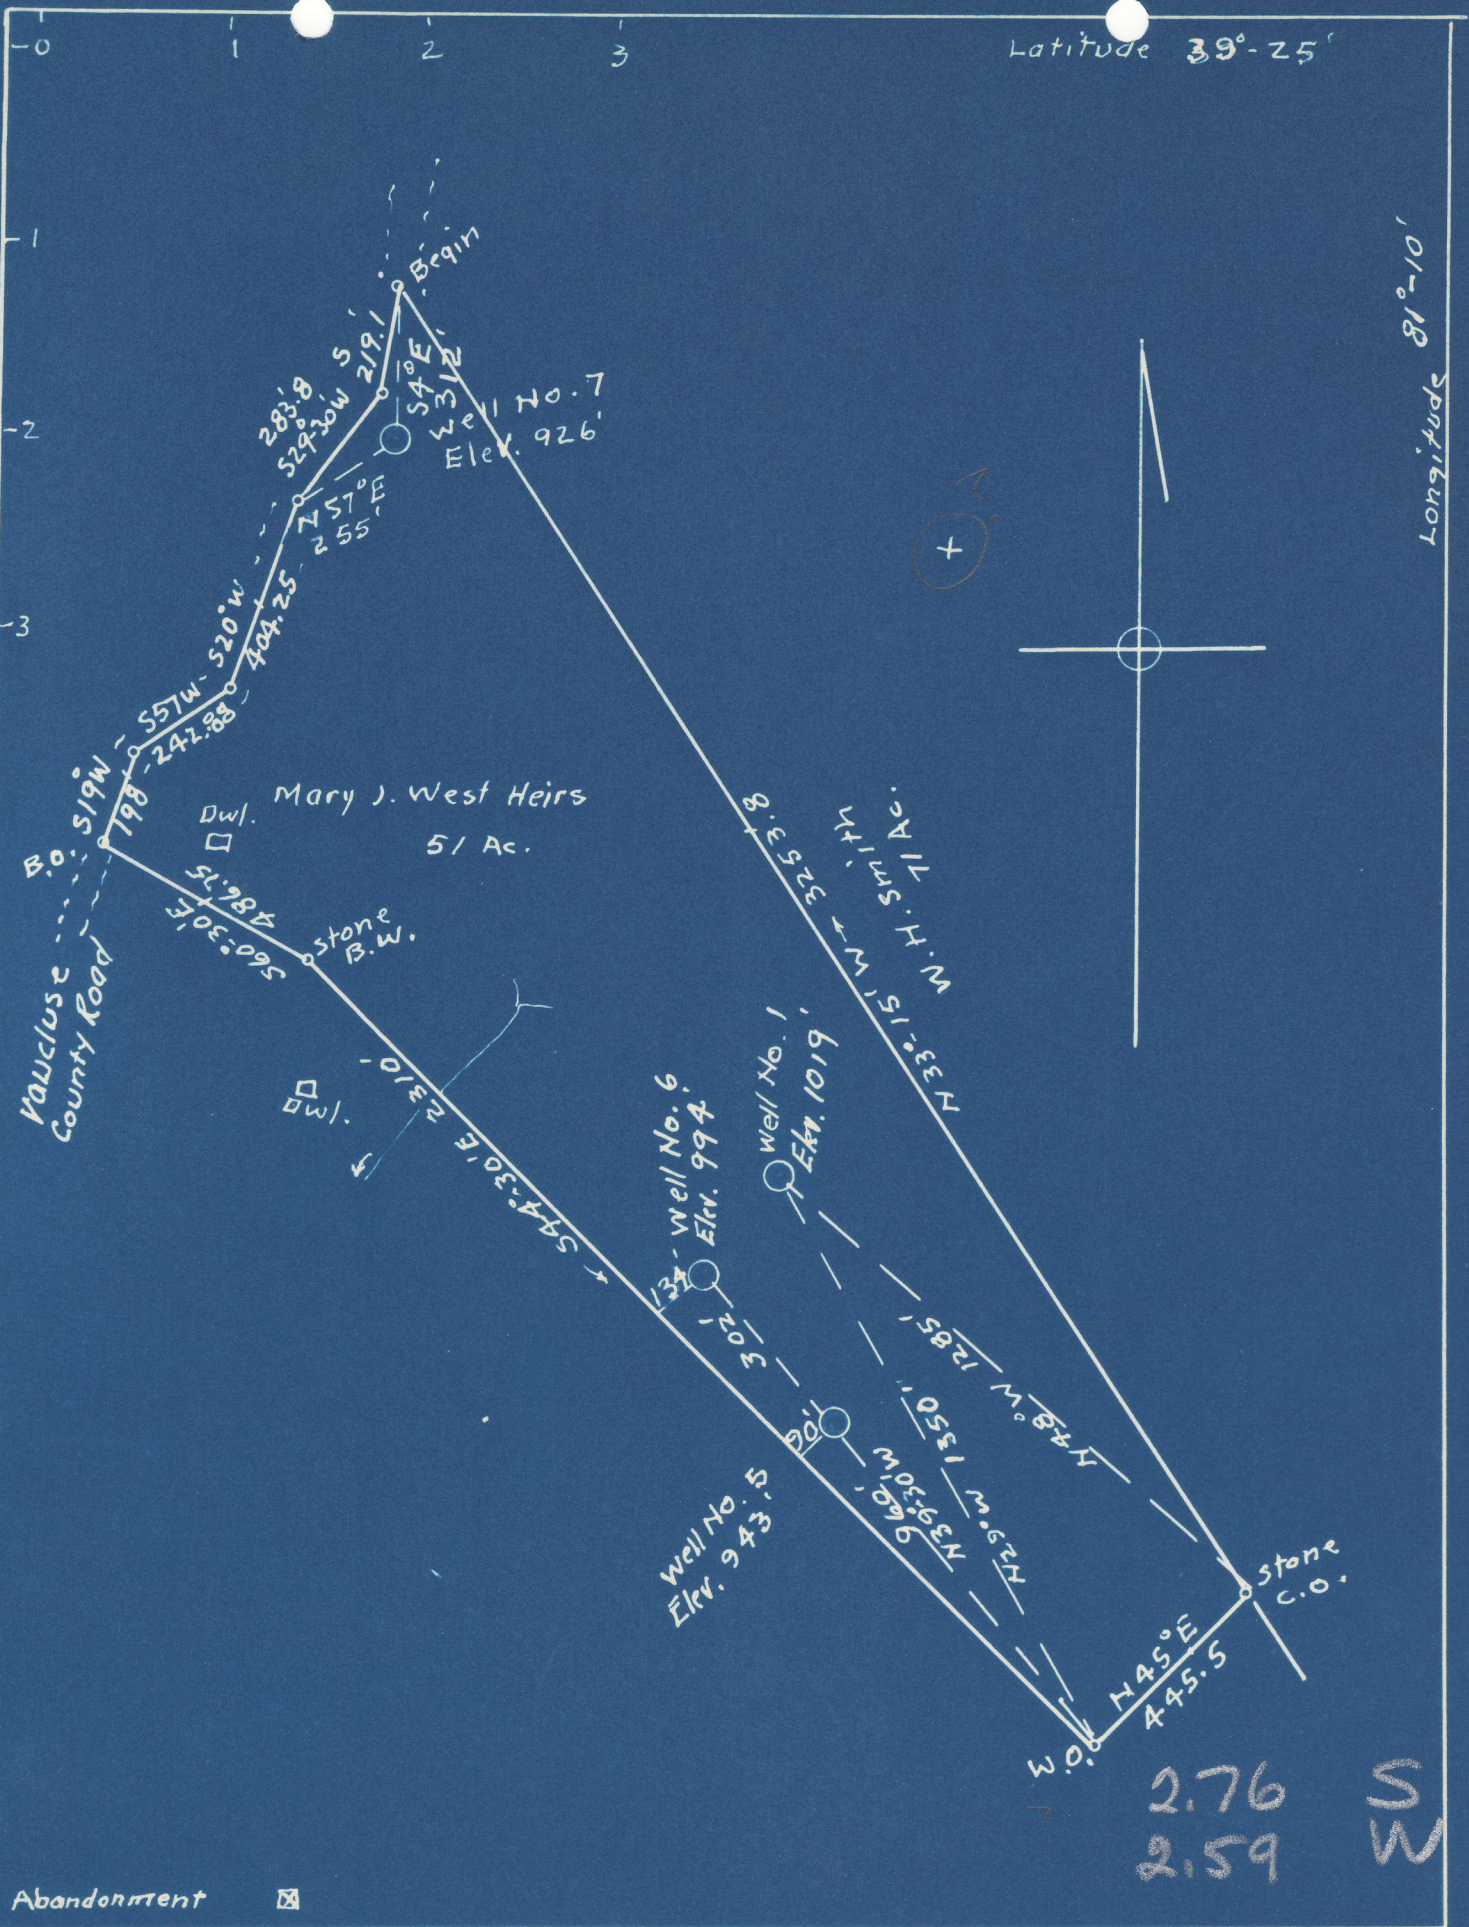 0 1 2 3
Latitude 39°-25'
1
2
3
Longitude 81°-10'
Begin
S
219.1'
S4°E
312'
Well No. 7
Elev. 926'
283.8'
S29°30'W
N57°E
255'
S20°W
404.25
S57W
242.88
S19°W
198
B.O.
Dwl.
Mary J. West Heirs
51 Ac.
486.75
S60°30'E
stone
B.W.
Vaucluse
County Road
Dwl.
S44°-30'E 2310'
N33°-15' W 3253.8
W. H. Smith
71 Ac.
Well No. 1
Elev. 1019'
Well No. 6
Elev. 994'
134'
302'
90'
Well No. 5
Elev. 943'
960'
N39°30'W
N29°W 1350'
N48°W 1285'
stone
C.O.
N45°E
445.5
W.O.
2.76 S
2.59 W
Abandonment ☒